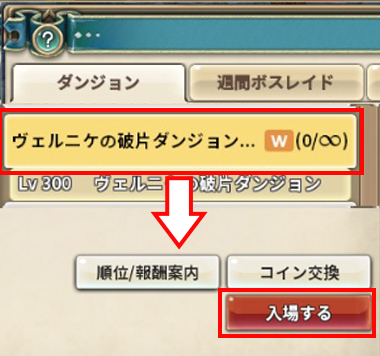 ?...
ダンジョン 週間ボスレイド
ヴェルニケの破片ダンジョン... W (0/∞)
Lv 300 ヴェルニケの破片ダンジョン
順位/報酬案内 コイン交換
入場する